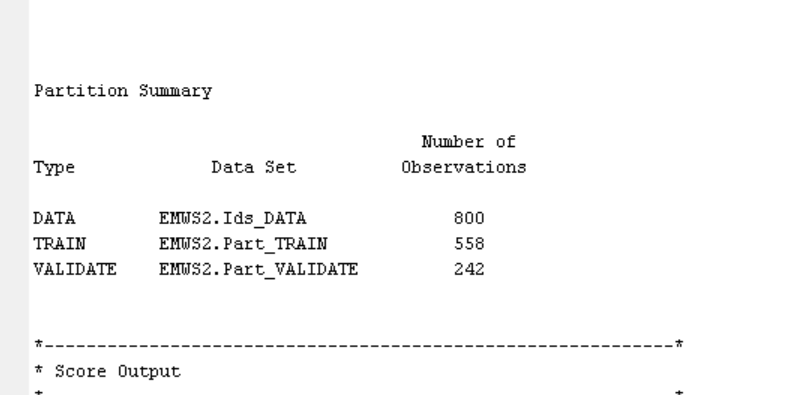 Partition Summary
Number of
Type Data Set Observations
DATA EMWS2.Ids_DATA 800
TRAIN EMWS2.Part_TRAIN 558
VALIDATE EMWS2.Part_VALIDATE 242
*------------------------------------------------------------*
* Score Output
* *